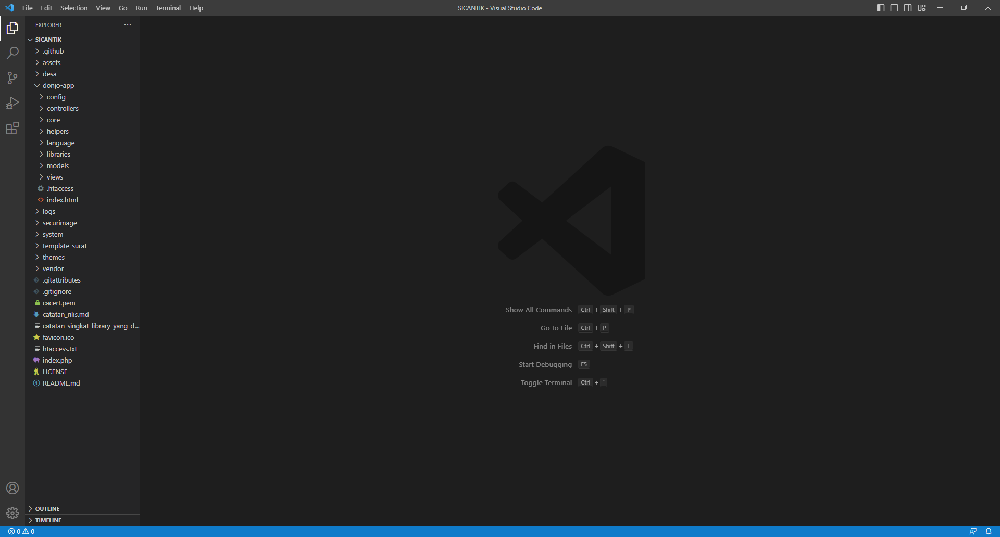 File Edit Selection View Go Run Terminal Help
SICANTIK - Visual Studio Code
EXPLORER
SICANTIK
.github
assets
desa
donjo-app
config
controllers
core
helpers
language
libraries
models
views
.htaccess
index.html
logs
securimage
system
template-surat
themes
vendor
.gitattributes
.gitignore
cacert.pem
catatan_rilis.md
catatan_singkat_library_yang_d...
favicon.ico
htaccess.txt
index.php
LICENSE
README.md
OUTLINE
TIMELINE
Show All Commands Ctrl + Shift + P
Go to File Ctrl + P
Find in Files Ctrl + Shift + F
Start Debugging F5
Toggle Terminal Ctrl + `
0 0